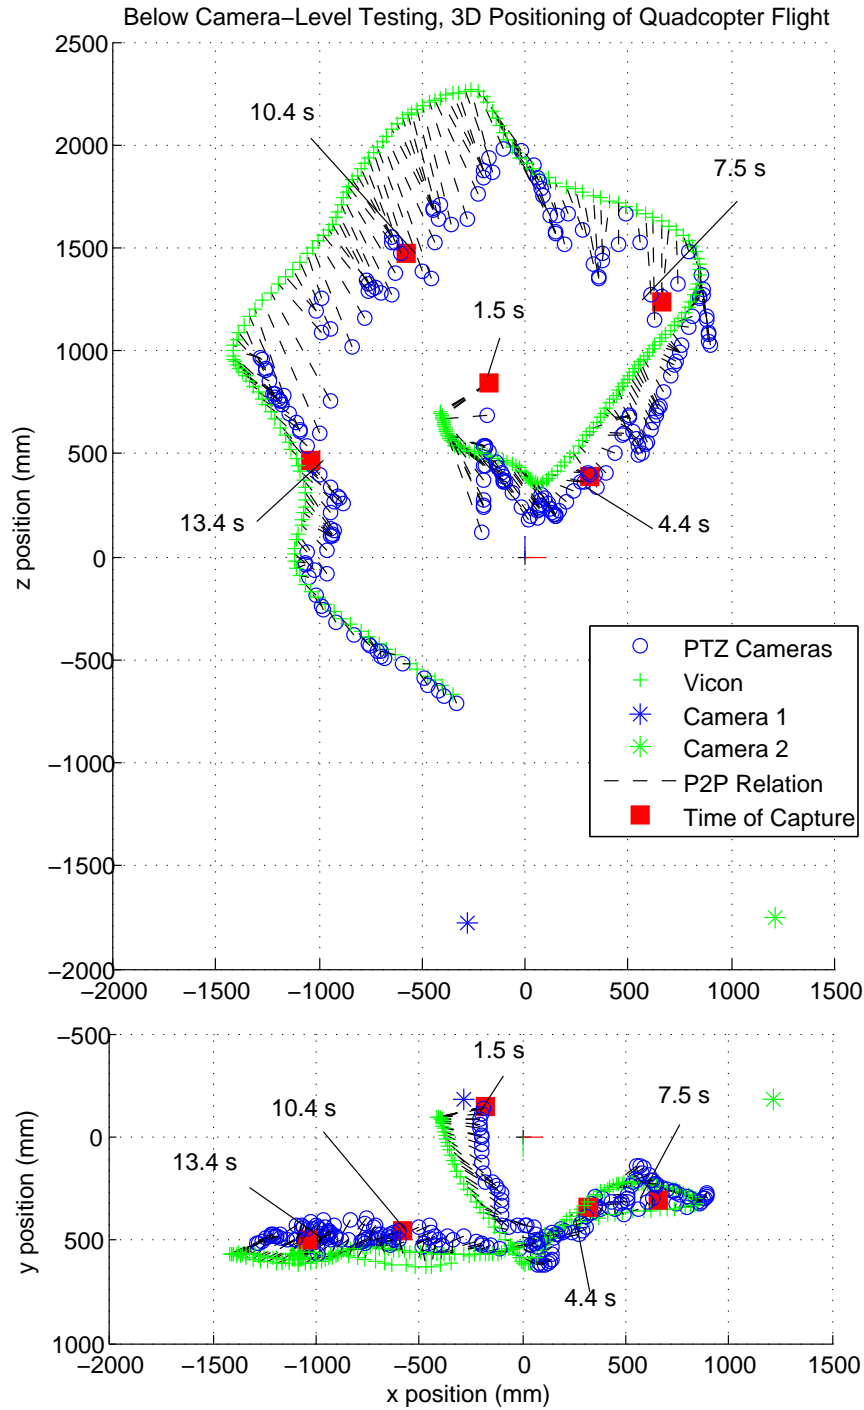 Below Camera−Level Testing, 3D Positioning of Quadcopter Flight
2500
2000
1500
1000
500
0
−500
−1000
−1500
−2000
z position (mm)
10.4 s
7.5 s
1.5 s
13.4 s
4.4 s
PTZ Cameras
Vicon
Camera 1
Camera 2
P2P Relation
Time of Capture
−2000 −1500 −1000 −500 0 500 1000 1500
−500
0
500
1000
y position (mm)
1.5 s
7.5 s
10.4 s
13.4 s
4.4 s
−2000 −1500 −1000 −500 0 500 1000 1500
x position (mm)